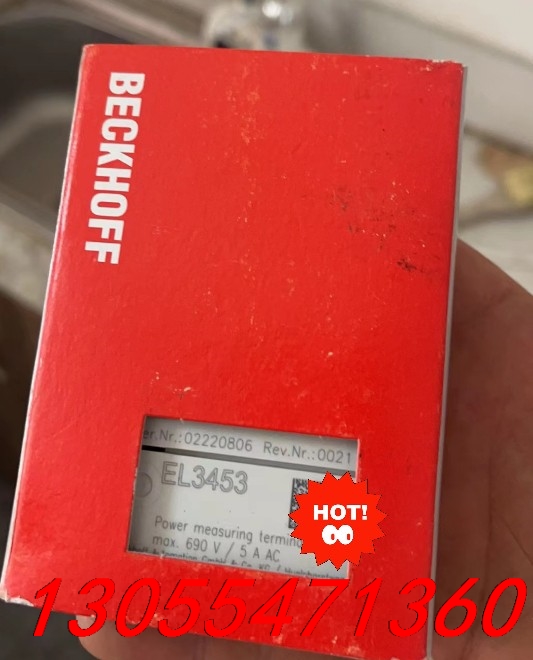 BECKHOFF
er.Nr.:02220806 Rev.Nr.:0021
EL3453
Power measuring termin
max. 690 V / 5 A AC
HOT!
13055471360